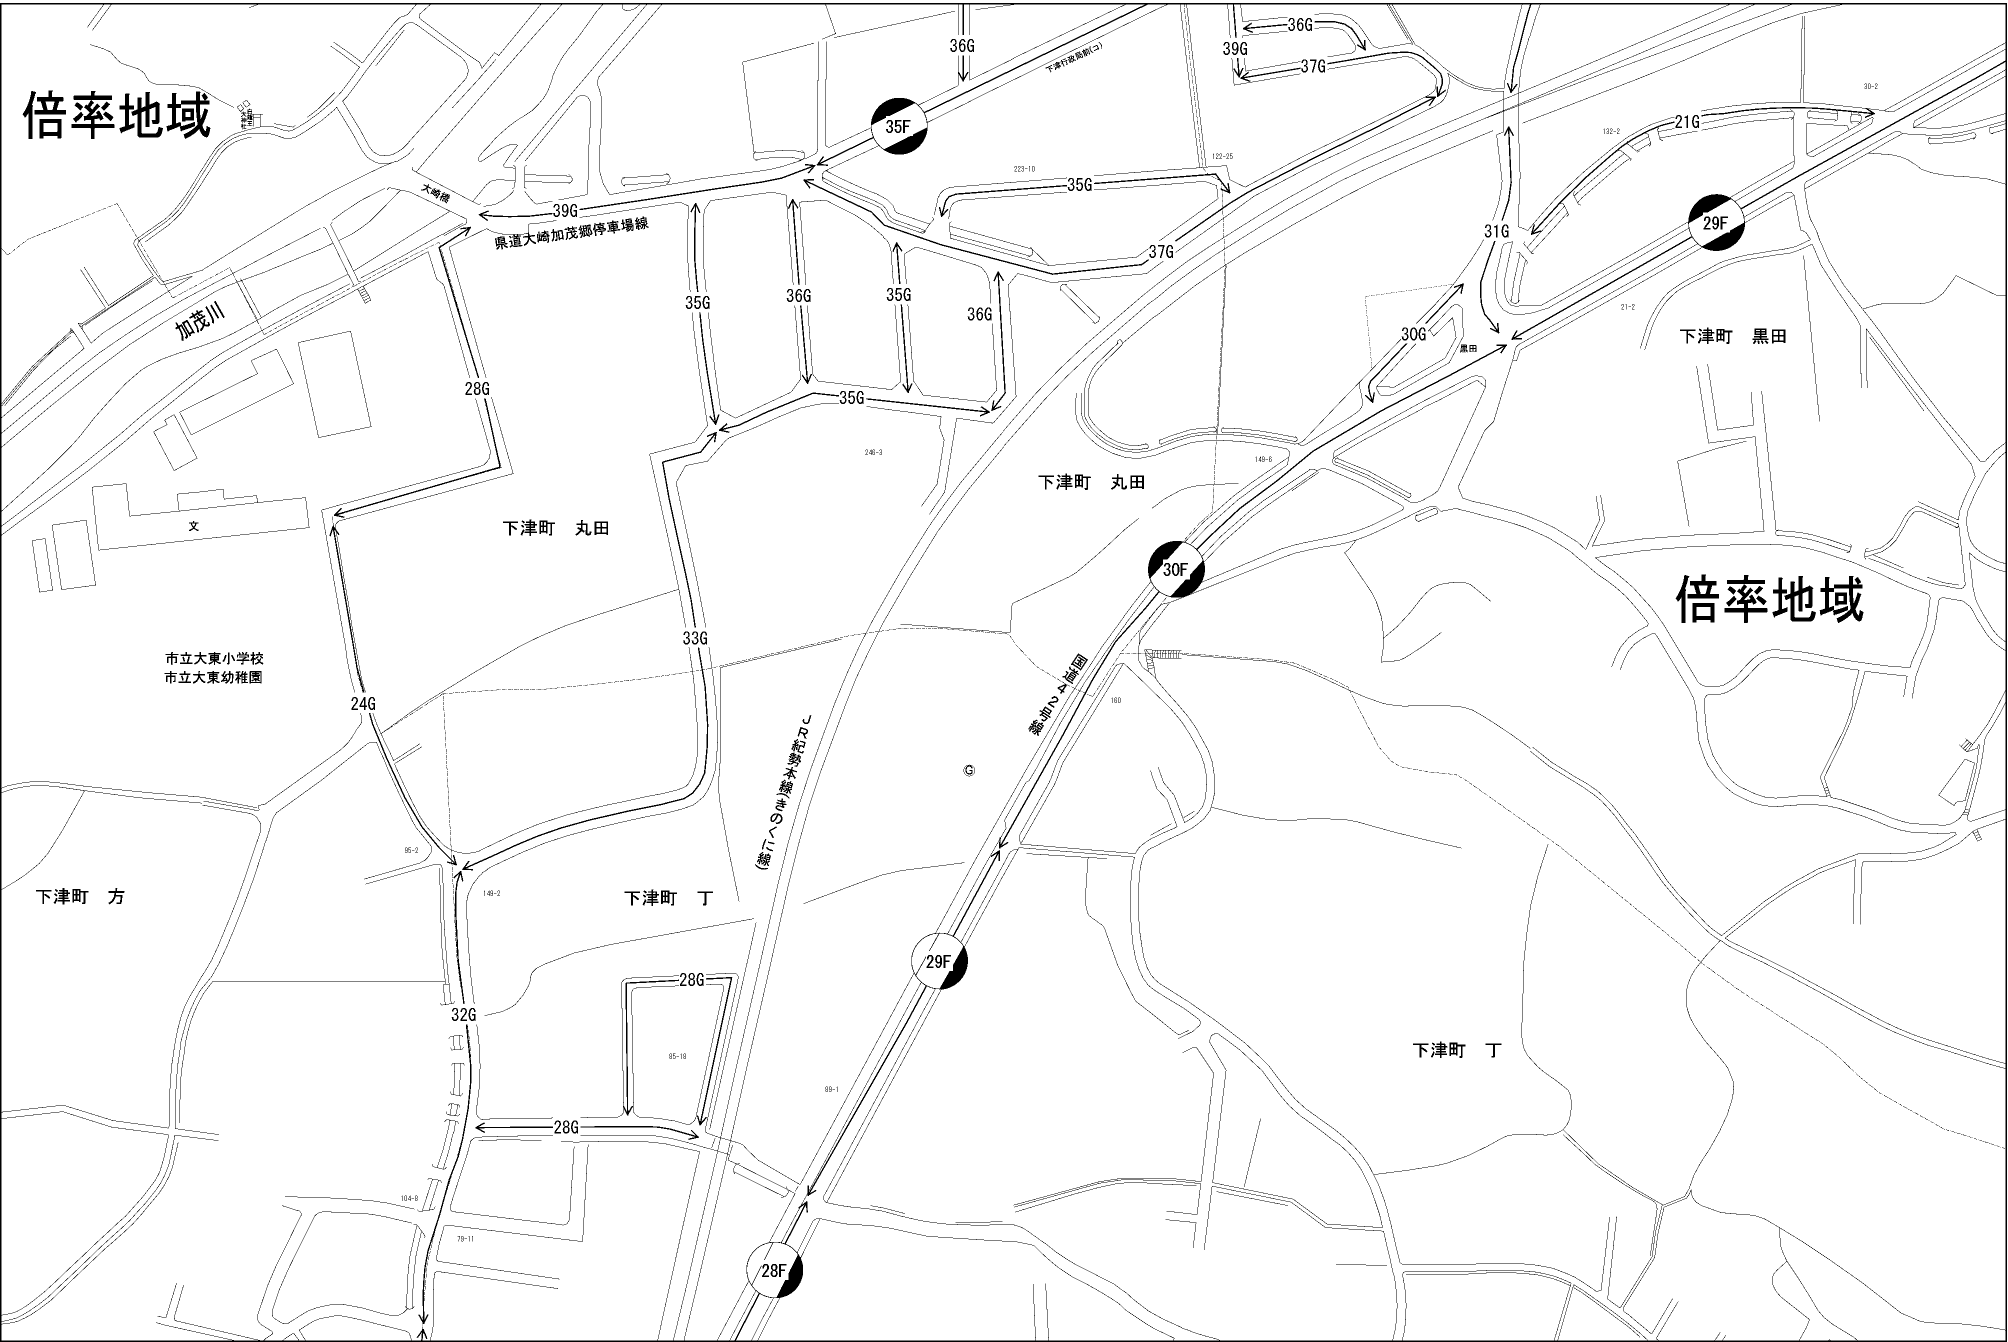 36G
36G
39G
37G
下津行政局前(コ)
30-2
倍率地域
35F
21G
132-2
122-25
223-10
35G
大崎橋
39G
県道大崎加茂郷停車場線
29F
31G
37G
35G
36G
35G
36G
加茂川
21-2
30G
黒田
下津町 黒田
28G
35G
246-3
149-6
下津町 丸田
下津町 丸田
文
30F
倍率地域
33G
市立大東小学校
市立大東幼稚園
国道42号線
24G
160
JR紀勢本線(きのくに線)
G
95-2
149-2
下津町 方
下津町 丁
29F
28G
32G
85-18
下津町 丁
89-1
28G
104-8
79-11
28F